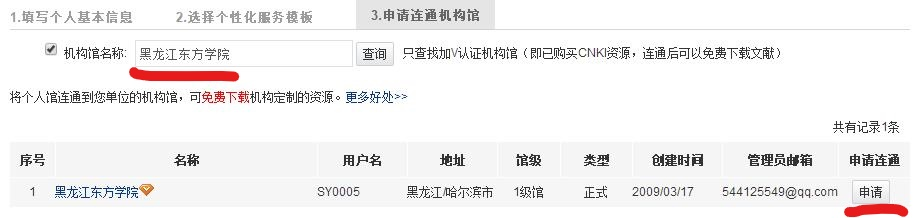 1.填写个人基本信息 2.选择个性化服务模板 3.申请连通机构馆
机构馆名称: 黑龙江东方学院 查询 只查找加V认证机构馆（即已购买CNKI资源，连通后可以免费下载文献）
将个人馆连通到您单位的机构馆，可免费下载机构定制的资源。更多好处>>
共有记录1条
序号 名称 用户名 地址 馆级 类型 创建时间 管理员邮箱 申请连通
1 黑龙江东方学院 SY0005 黑龙江/哈尔滨市 1级馆 正式 2009/03/17 544125549@qq.com 申请